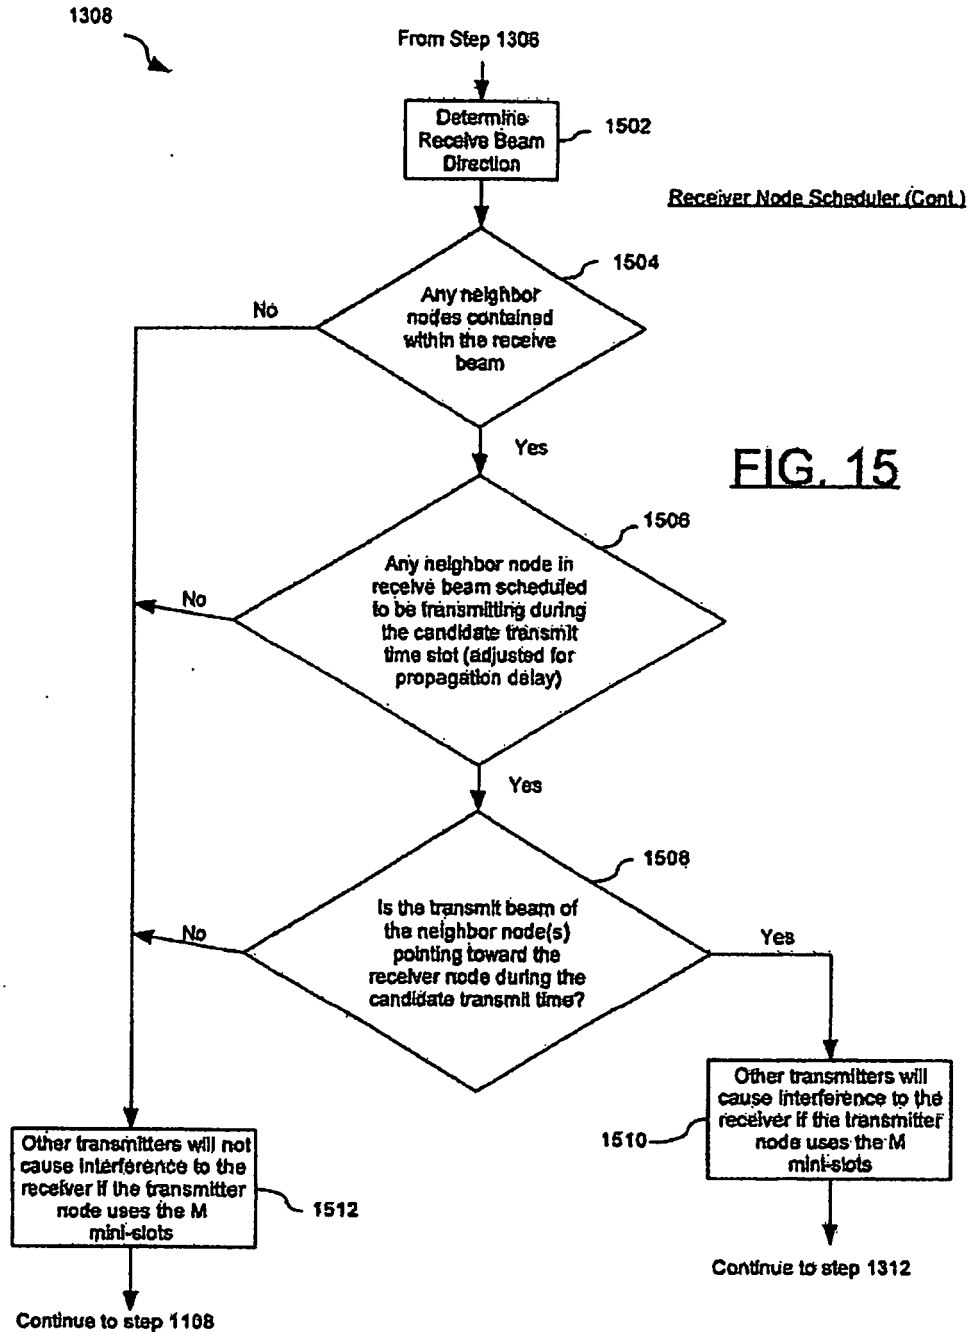 1308
From Step 1306
Determine
Receive Beam
Direction
1502
Receiver Node Scheduler (Cont.)
1504
Any neighbor
nodes contained
within the receive
beam
No
Yes
FIG. 15
1506
Any neighbor node in
receive beam scheduled
to be transmitting during
the candidate transmit
time slot (adjusted for
propagation delay)
No
Yes
1508
Is the transmit beam of
the neighbor node(s)
pointing toward the
receiver node during the
candidate transmit time?
No
Yes
Other transmitters will
cause interference to the
receiver if the transmitter
node uses the M
mini-slots
1510
Other transmitters will not
cause interference to the
receiver if the transmitter
node uses the M
mini-slots
1512
Continue to step 1312
Continue to step 1108